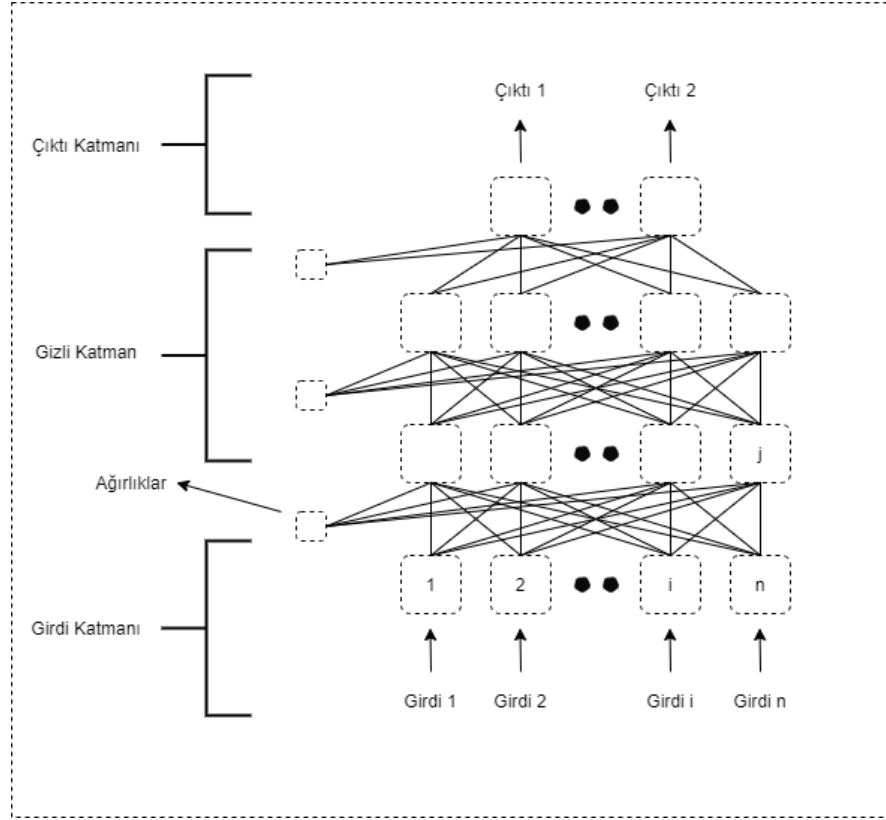 Çıktı 1
Çıktı 2
Çıktı Katmanı
Gizli Katman
j
Ağırlıklar
1
2
i
n
Girdi Katmanı
Girdi 1
Girdi 2
Girdi i
Girdi n